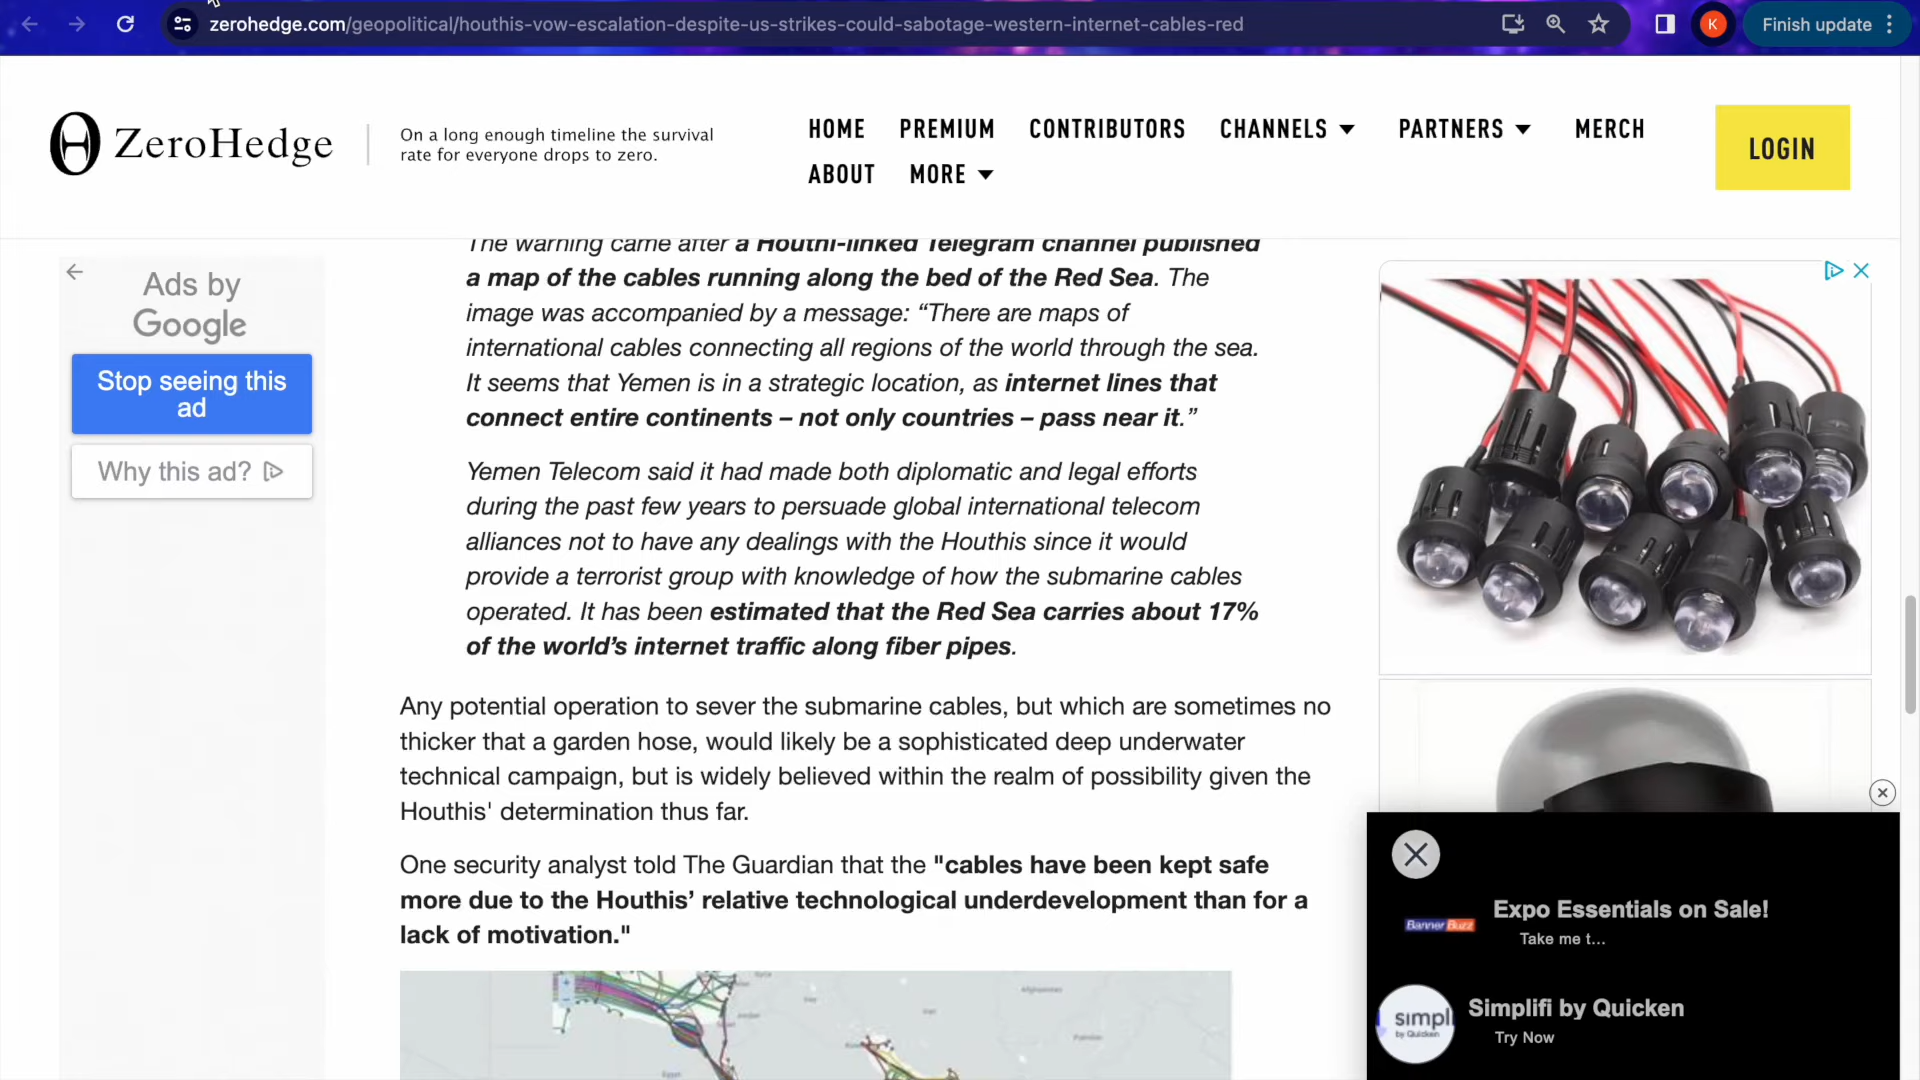 zerohedge.com/geopolitical/houthis-vow-escalation-despite-us-strikes-could-sabotage-western-internet-cables-red
K
Finish update
ZeroHedge
On a long enough timeline the survival
rate for everyone drops to zero.
HOME PREMIUM CONTRIBUTORS CHANNELS PARTNERS MERCH
ABOUT MORE
LOGIN
Ads by
Google
Stop seeing this
ad
Why this ad?
The warning came after a Houthi-linked Telegram channel published
a map of the cables running along the bed of the Red Sea. The
image was accompanied by a message: “There are maps of
international cables connecting all regions of the world through the sea.
It seems that Yemen is in a strategic location, as internet lines that
connect entire continents – not only countries – pass near it.”
Yemen Telecom said it had made both diplomatic and legal efforts
during the past few years to persuade global international telecom
alliances not to have any dealings with the Houthis since it would
provide a terrorist group with knowledge of how the submarine cables
operated. It has been estimated that the Red Sea carries about 17%
of the world’s internet traffic along fiber pipes.
Any potential operation to sever the submarine cables, but which are sometimes no
thicker that a garden hose, would likely be a sophisticated deep underwater
technical campaign, but is widely believed within the realm of possibility given the
Houthis' determination thus far.
One security analyst told The Guardian that the "cables have been kept safe
more due to the Houthis’ relative technological underdevelopment than for a
lack of motivation."
Afghanistan
Iran
Pakistan
Egypt
Banner Buzz
Expo Essentials on Sale!
Take me t...
simpli
by Quicken
Simplifi by Quicken
Try Now